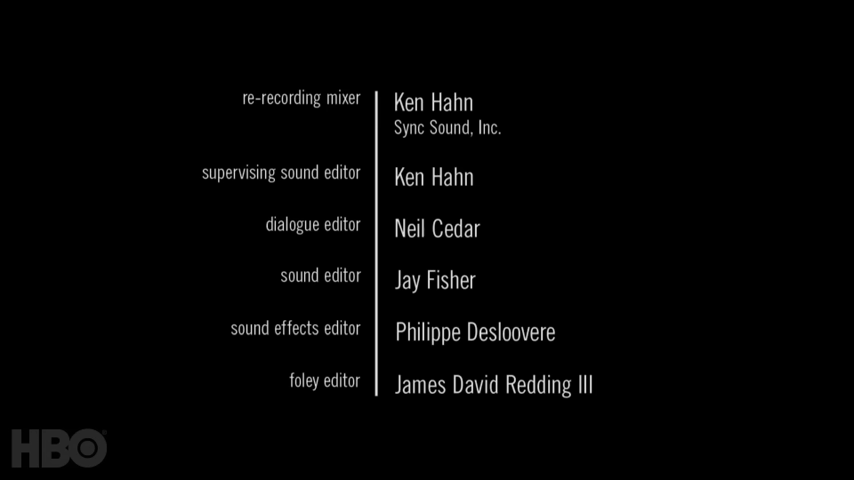 re-recording mixer Ken Hahn
Sync Sound, Inc.
supervising sound editor Ken Hahn
dialogue editor Neil Cedar
sound editor Jay Fisher
sound effects editor Philippe Desloovere
foley editor James David Redding III
HBO®